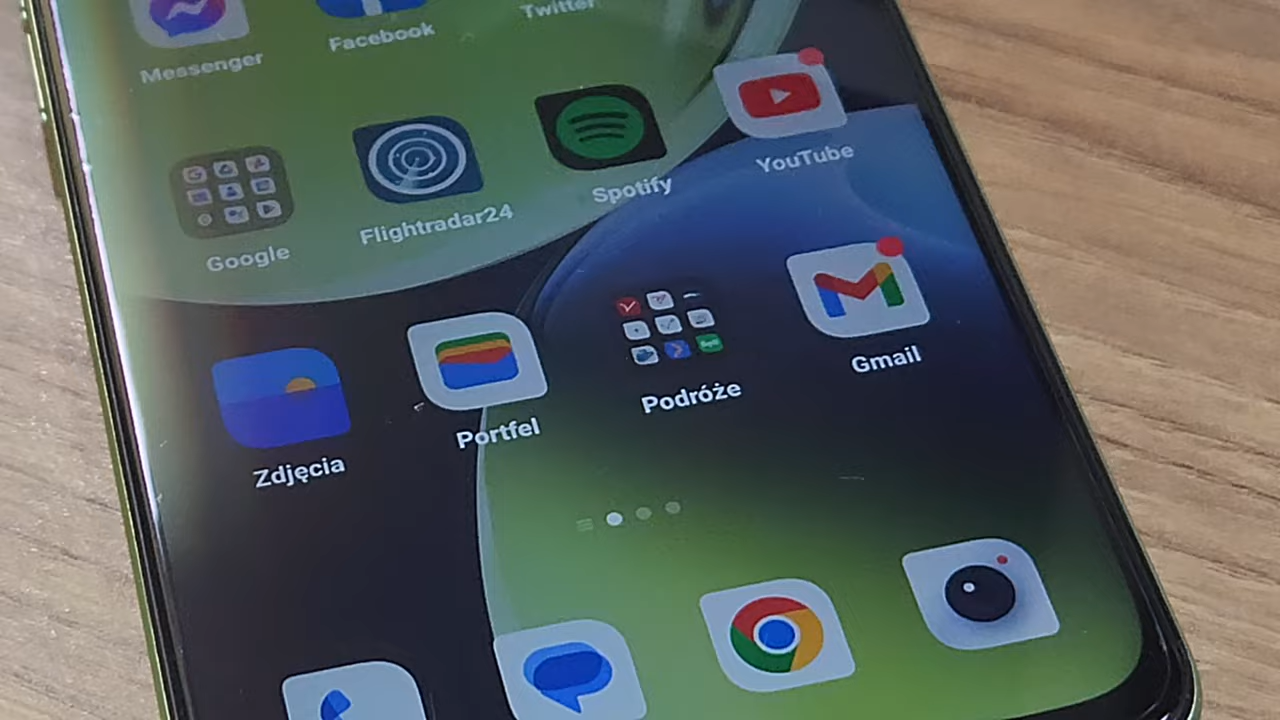 Messenger
Facebook
Twitter
Google
Flightradar24
Spotify
YouTube
Zdjęcia
Portfel
Podróże
Gmail